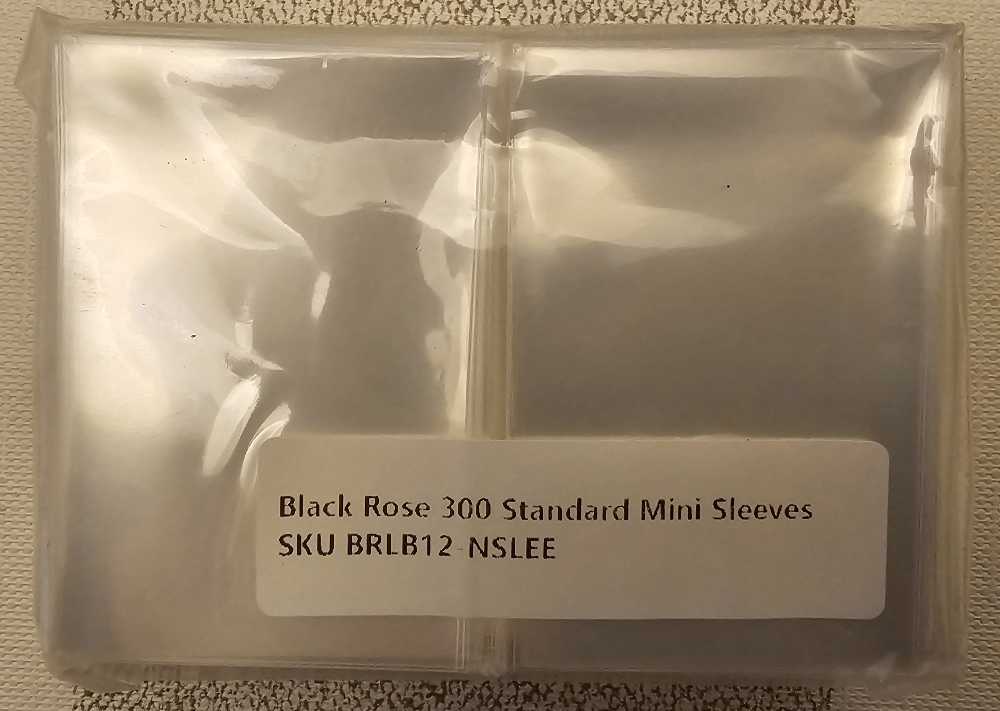 Black Rose 300 Standard Mini Sleeves
SKU BRLB12-NSLEE